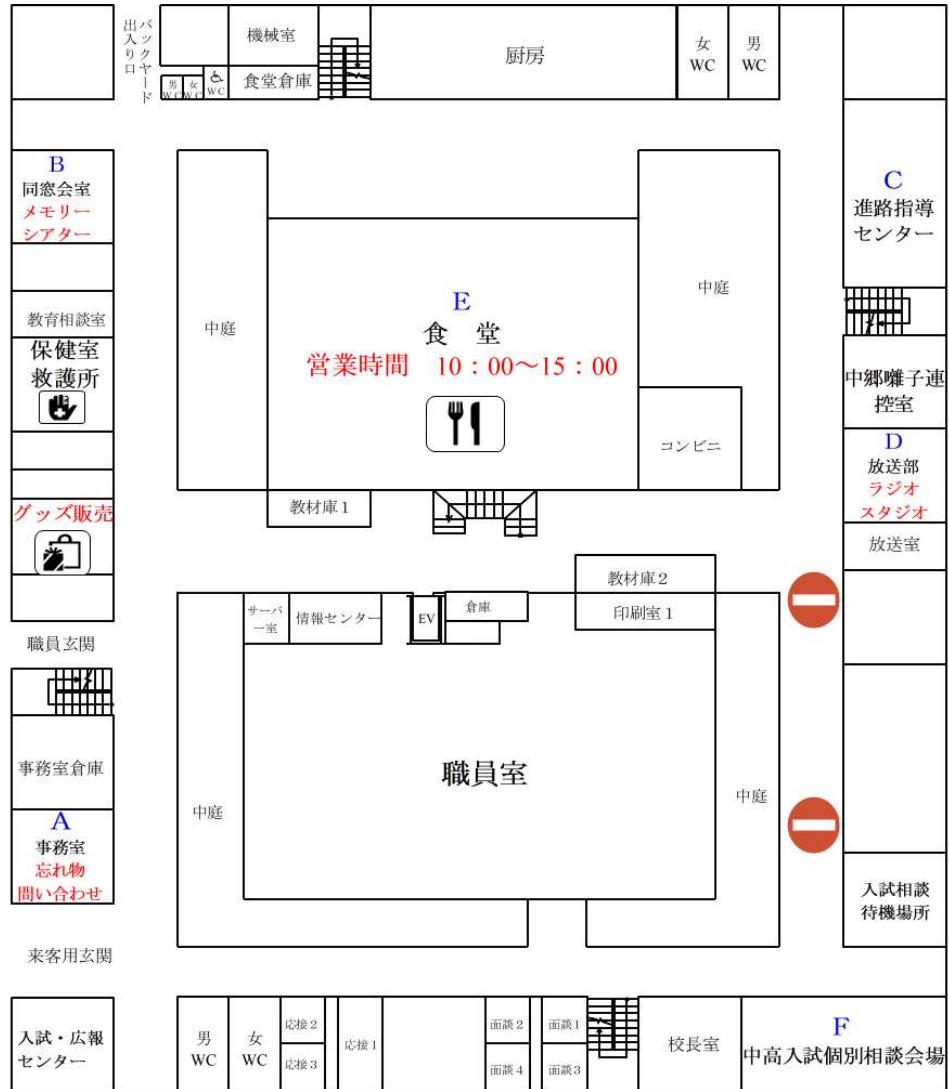 バックヤード
出入り口
機械室
食堂倉庫
男
WC
女
WC
WC
厨房
女
WC
男
WC
B
同窓会室
メモリー
シアター
C
進路指導
センター
教育相談室
保健室
救護所
中庭
E
食 堂
営業時間 10:00～15:00
中庭
コンビニ
中郷囃子連
控室
D
放送部
ラジオ
スタジオ
放送室
グッズ販売
教材庫1
教材庫2
印刷室1
サーバ
ー室
情報センター
EV
倉庫
職員玄関
事務室倉庫
職員室
中庭
中庭
A
事務室
忘れ物
問い合わせ
入試相談
待機場所
来客用玄関
入試・広報
センター
男
WC
女
WC
応接2
応接3
応接1
面談2
面談4
面談1
面談3
校長室
F
中高入試個別相談会場